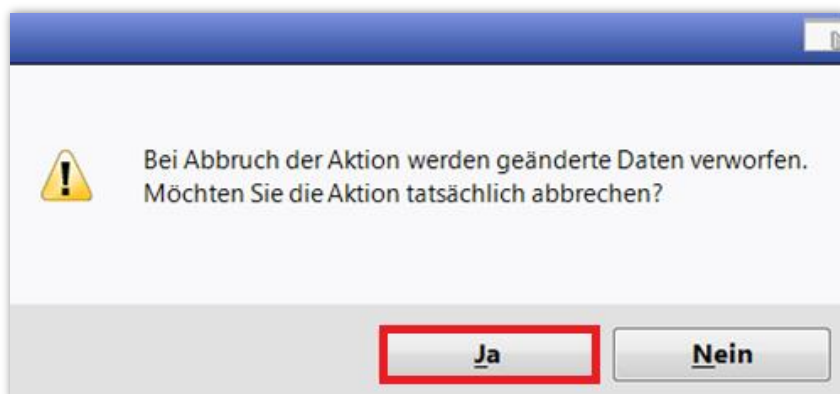 Bei Abbruch der Aktion werden geänderte Daten verworfen.
Möchten Sie die Aktion tatsächlich abbrechen?
Ja
Nein